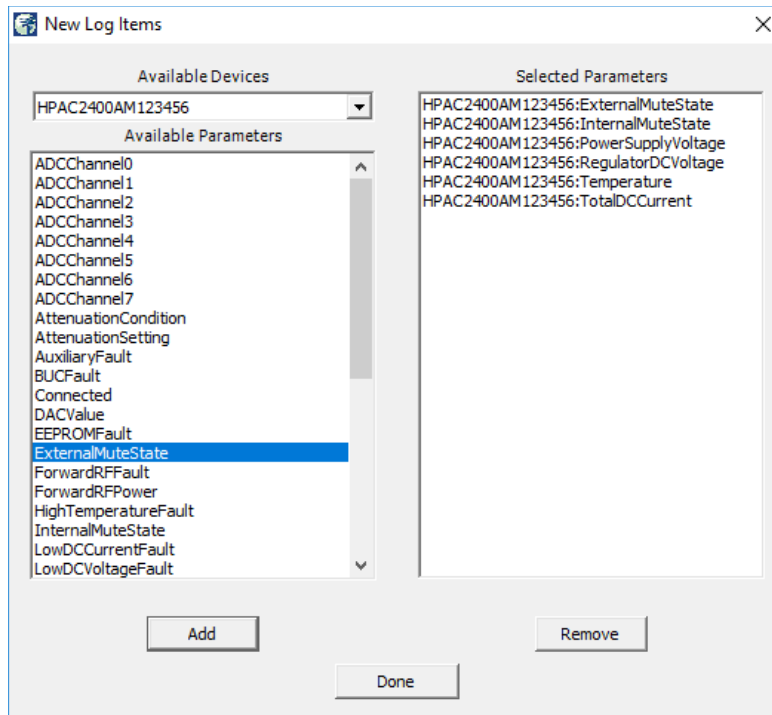 New Log Items
Available Devices
HPAC2400AM123456
Available Parameters
ADCChannel0
ADCChannel1
ADCChannel2
ADCChannel3
ADCChannel4
ADCChannel5
ADCChannel6
ADCChannel7
AttenuationCondition
AttenuationSetting
AuxiliaryFault
BUCFault
Connected
DACValue
EEPROMFault
ExternalMuteState
ForwardRFFault
ForwardRFPower
HighTemperatureFault
InternalMuteState
LowDCCurrentFault
LowDCVoltageFault
Add
Selected Parameters
HPAC2400AM123456:ExternalMuteState
HPAC2400AM123456:InternalMuteState
HPAC2400AM123456:PowerSupplyVoltage
HPAC2400AM123456:RegulatorDCVoltage
HPAC2400AM123456:Temperature
HPAC2400AM123456:TotalDCCurrent
Remove
Done